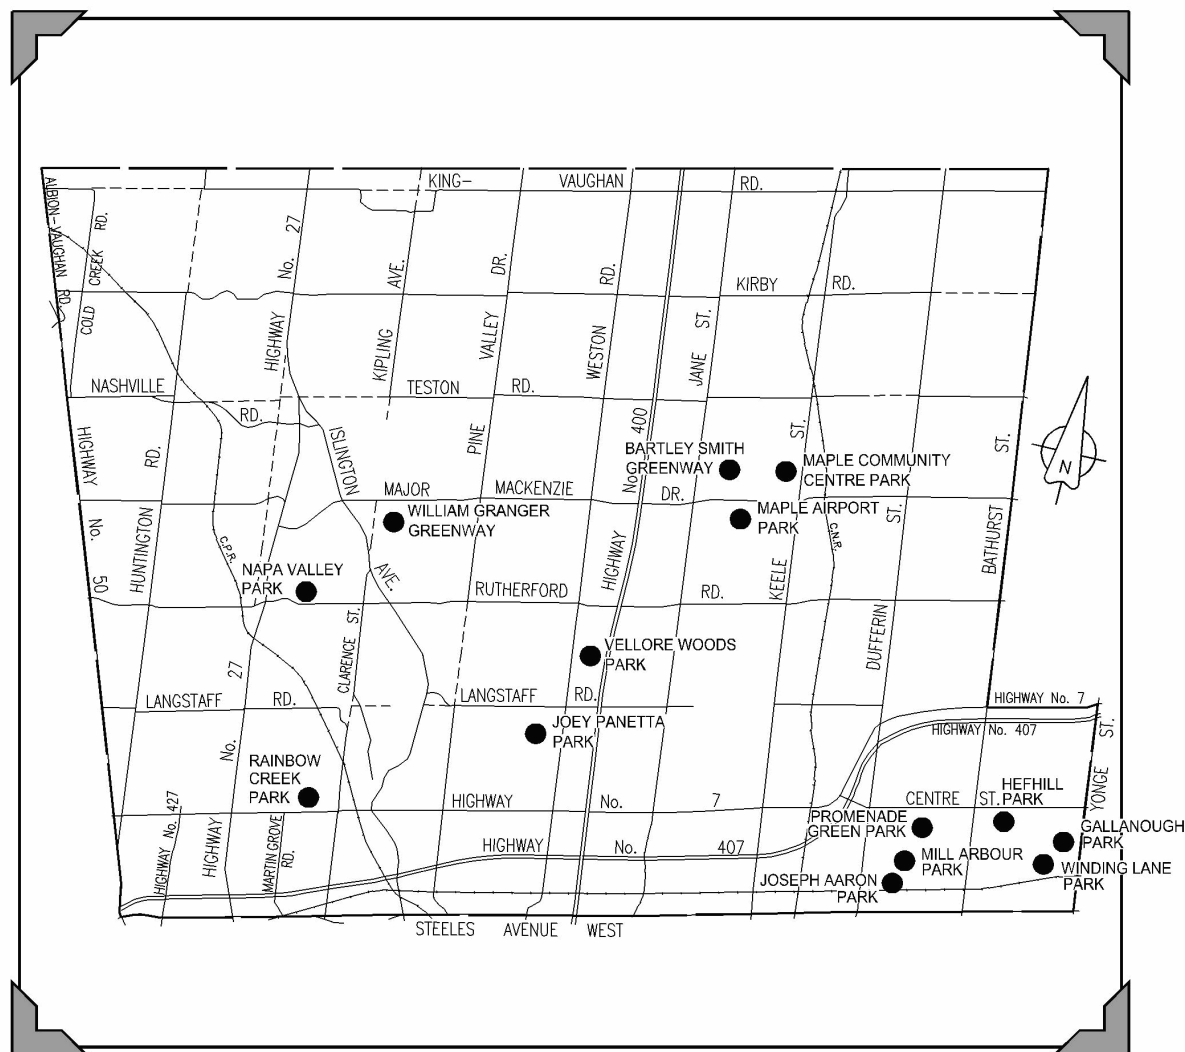 KING-
VAUGHAN
RD.
ALBION-VAUGHAN RD.
COLD
CREEK
RD.
HIGHWAY
No.
27
KIPLING
AVE.
PINE
VALLEY
DR.
WESTON
RD.
JANE
ST.
KIRBY
RD.
NASHVILLE
RD.
TESTON
RD.
HIGHWAY
No.
50
HUNTINGTON
RD.
ISLINGTON
AVE.
HIGHWAY
No.
400
BARTLEY SMITH
GREENWAY
MAPLE COMMUNITY
CENTRE PARK
MAJOR
MACKENZIE
DR.
WILLIAM GRANGER
GREENWAY
MAPLE AIRPORT
PARK
KEELE
ST.
C.N.R.
DUFFERIN
ST.
BATHURST
ST.
N
C.P.R.
NAPA VALLEY
PARK
RUTHERFORD
RD.
CLARENCE
ST.
VELLORE WOODS
PARK
LANGSTAFF
RD.
LANGSTAFF
RD.
HIGHWAY No. 7
HIGHWAY No. 407
YONGE
ST.
JOEY PANETTA
PARK
HIGHWAY
No.
27
RAINBOW
CREEK
PARK
HIGHWAY
No.
7
CENTRE
ST.
HEFHILL
PARK
PROMENADE
GREEN PARK
GALLANOUGH
PARK
HIGHWAY No. 427
MARTIN GROVE
RD.
HIGHWAY
No.
407
MILL ARBOUR
PARK
WINDING LANE
PARK
JOSEPH AARON
PARK
STEELES
AVENUE
WEST